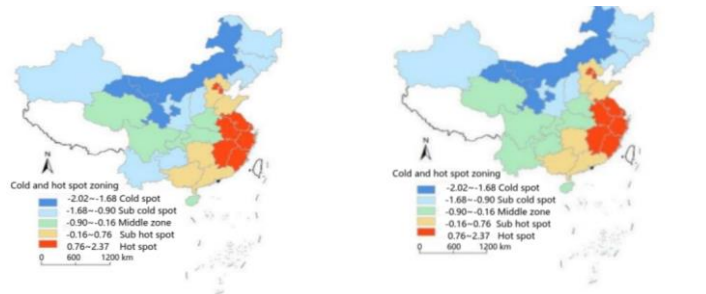 N
Cold and hot spot zoning
-2.02~-1.68 Cold spot
-1.68~-0.90 Sub cold spot
-0.90~-0.16 Middle zone
-0.16~0.76 Sub hot spot
0.76~2.37 Hot spot
0 600 1200 km
N
Cold and hot spot zoning
-2.02~-1.68 Cold spot
-1.68~-0.90 Sub cold spot
-0.90~-0.16 Middle zone
-0.16~0.76 Sub hot spot
0.76~2.37 Hot spot
0 600 1200 km